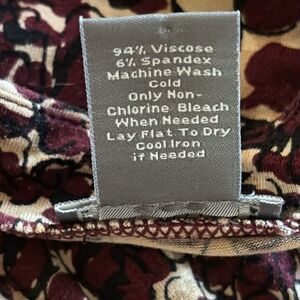 94% Viscose
6% Spandex
Machine Wash
Cold
Only Non-
Chlorine Bleach
When Needed
Lay Flat To Dry
Cool Iron
if Needed